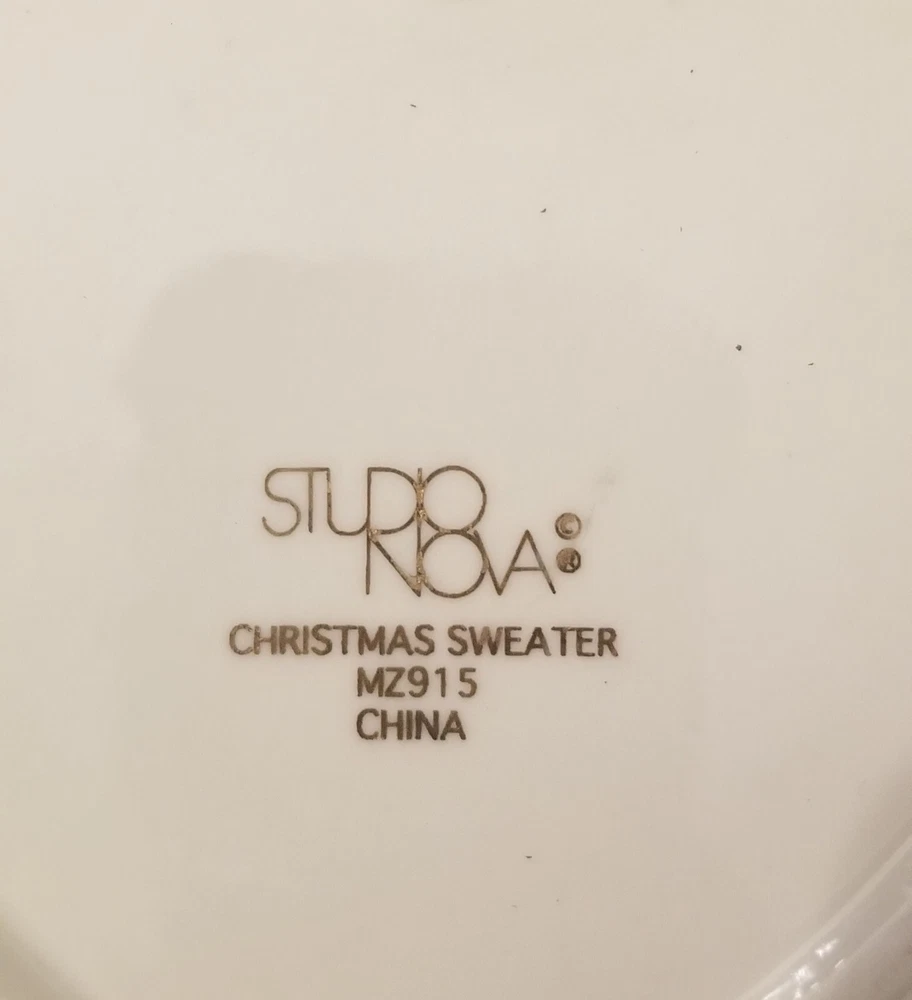 STUDIO
NOVA © ®
CHRISTMAS SWEATER
MZ915
CHINA